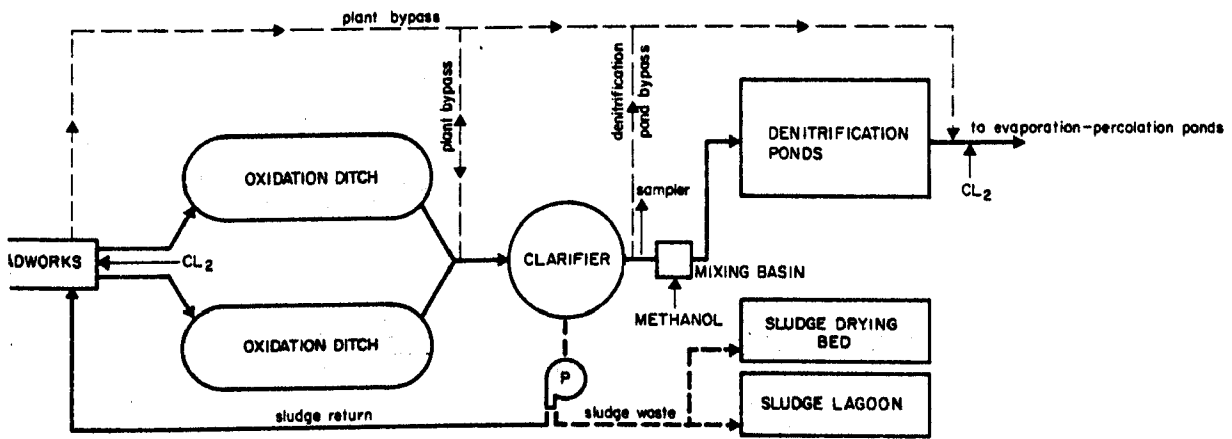 plant bypass
plant bypass
denitrification
pond bypass
DENITRIFICATION
PONDS
to evaporation-percolation ponds
CL2
OXIDATION DITCH
sampler
ADWORKS
CL2
CLARIFIER
MIXING BASIN
METHANOL
OXIDATION DITCH
SLUDGE DRYING
BED
P
sludge return
sludge waste
SLUDGE LAGOON